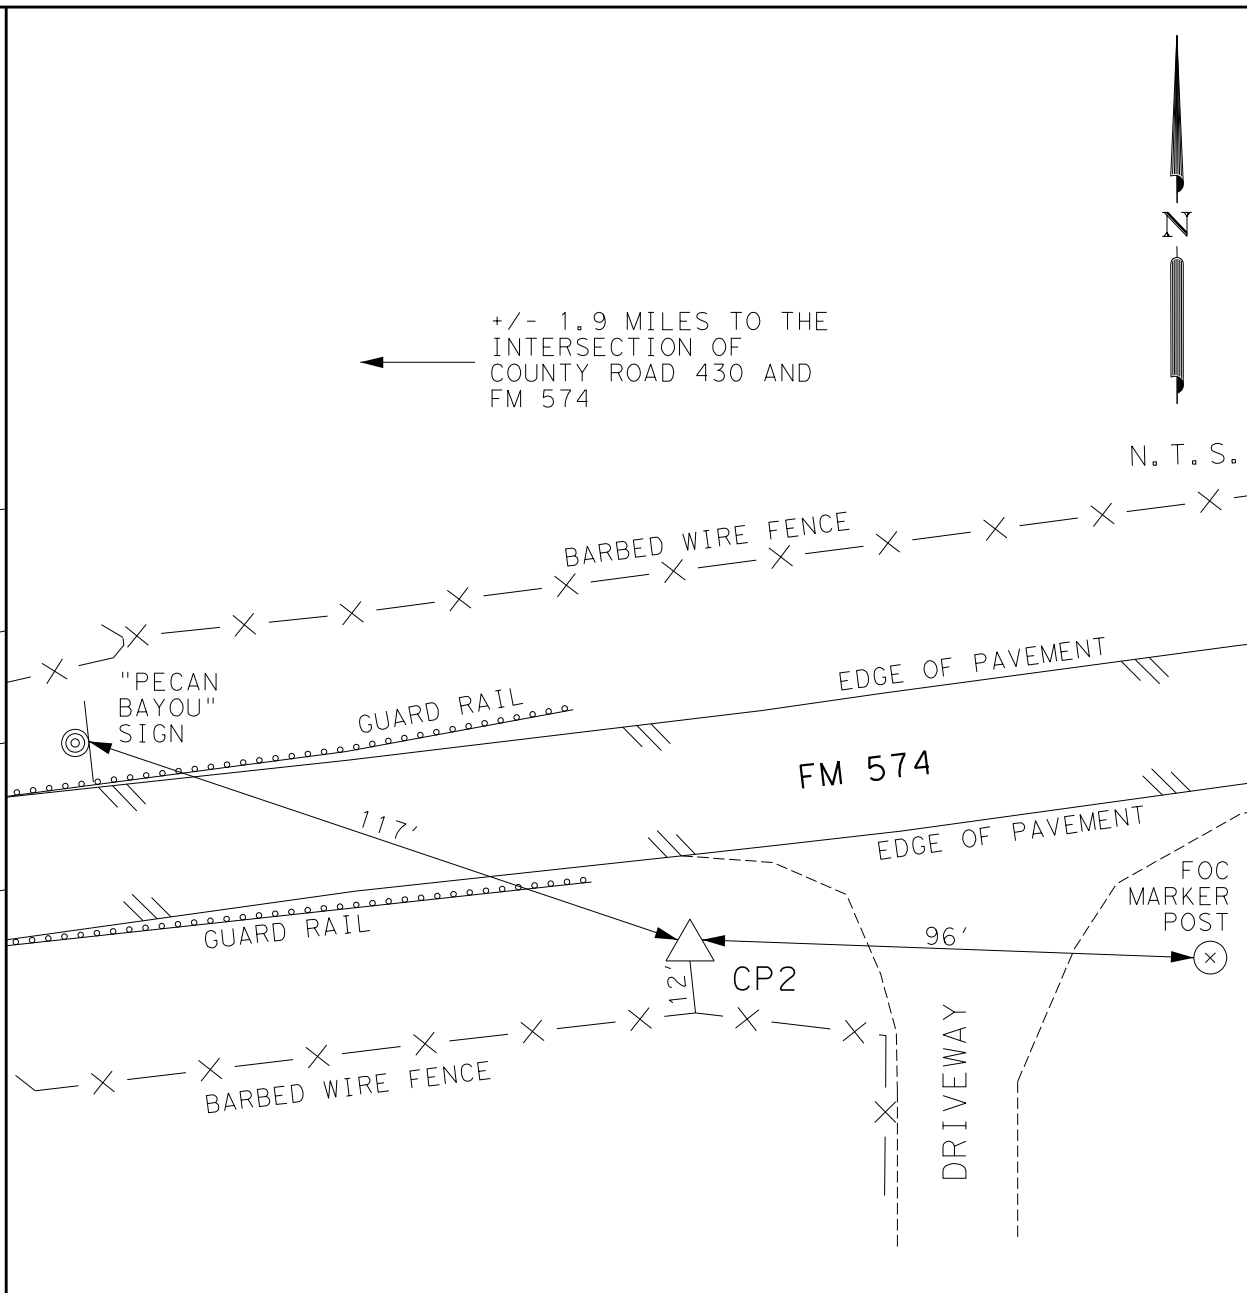 N
+/- 1.9 MILES TO THE
INTERSECTION OF
COUNTY ROAD 430 AND
FM 574
N.T.S.
BARBED WIRE FENCE
EDGE OF PAVEMENT
"PECAN
BAYOU"
SIGN
GUARD RAIL
FM 574
117'
EDGE OF PAVEMENT
FOC
MARKER
POST
GUARD RAIL
96'
CP2
12'
DRIVEWAY
BARBED WIRE FENCE